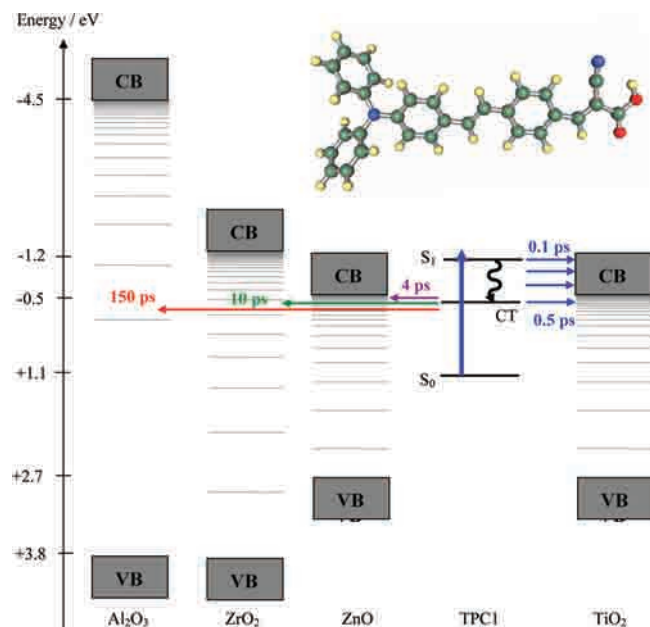 Energy / eV
CB
-4.5
CB
-1.2
S₁
0.1 ps
CB
CB
-0.5
150 ps
10 ps
4 ps
CT
0.5 ps
+1.1
S₀
+2.7
VB
VB
+3.8
VB
VB
Al₂O₃
ZrO₂
ZnO
TPC1
TiO₂